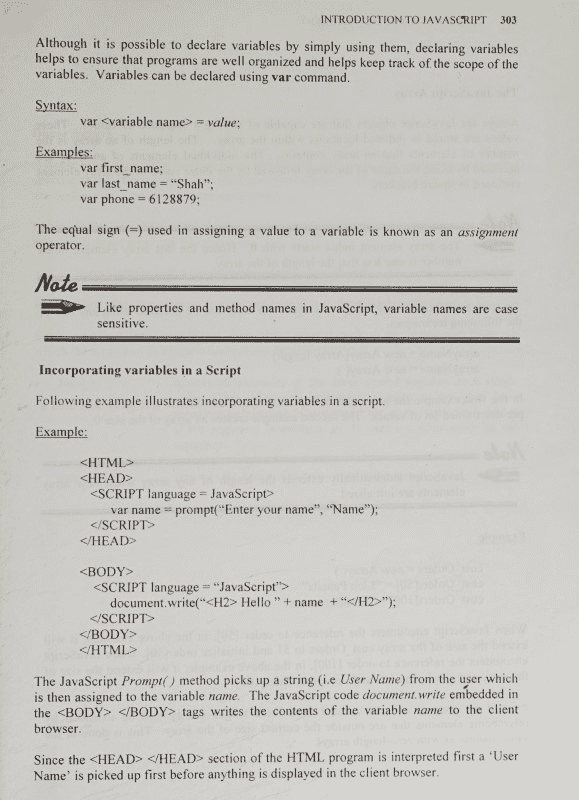 INTRODUCTION TO JAVASCRIPT 303
Although it is possible to declare variables by simply using them, declaring variables
helps to ensure that programs are well organized and helps keep track of the scope of the
variables. Variables can be declared using var command.
Syntax:
var <variable name> = value;
Examples:
var first_name;
var last_name = “Shah”;
var phone = 6128879;
The equal sign (=) used in assigning a value to a variable is known as an assignment
operator.
Note
Like properties and method names in JavaScript, variable names are case
sensitive.
Incorporating variables in a Script
Following example illustrates incorporating variables in a script.
Example:
<HTML>
<HEAD>
<SCRIPT language = JavaScript>
var name = prompt(“Enter your name”, “Name”);
</SCRIPT>
</HEAD>
<BODY>
<SCRIPT language = “JavaScript”>
document.write(“<H2> Hello ” + name + “</H2>”);
</SCRIPT>
</BODY>
</HTML>
The JavaScript Prompt( ) method picks up a string (i.e User Name) from the user which
is then assigned to the variable name. The JavaScript code document.write embedded in
the <BODY> </BODY> tags writes the contents of the variable name to the client
browser.
Since the <HEAD> </HEAD> section of the HTML program is interpreted first a ‘User
Name’ is picked up first before anything is displayed in the client browser.